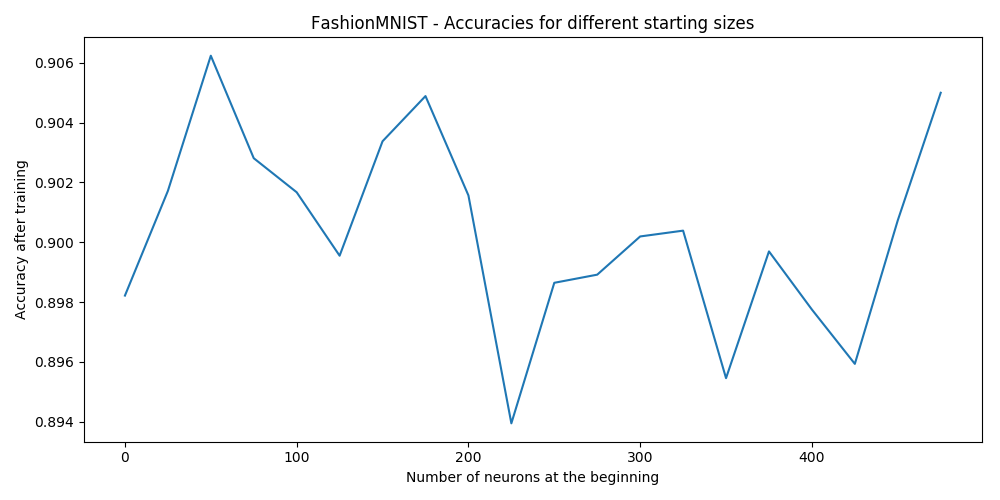 FashionMNIST - Accuracies for different starting sizes
Accuracy after training
0.906
0.904
0.902
0.900
0.898
0.896
0.894
0 100 200 300 400
Number of neurons at the beginning